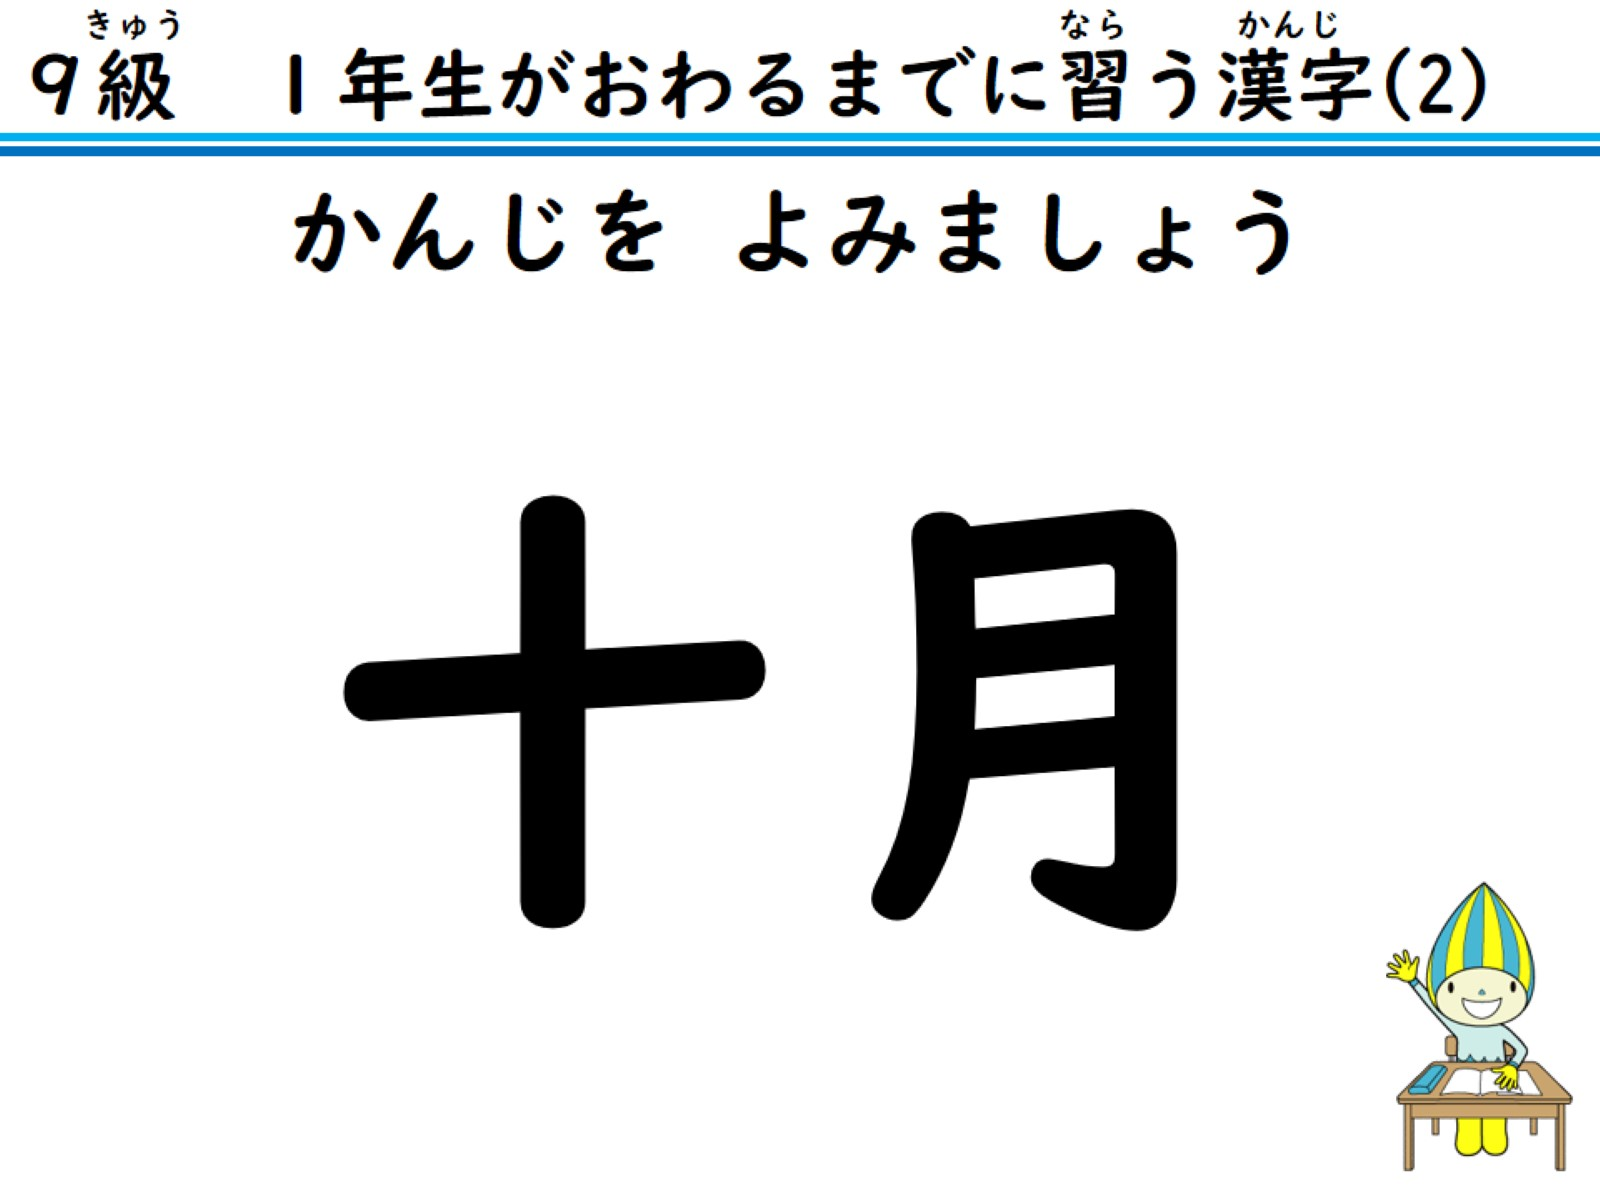 きゅう なら かんじ
9級 1年生がおわるまでに習う漢字(2)
かんじを よみましょう
十月